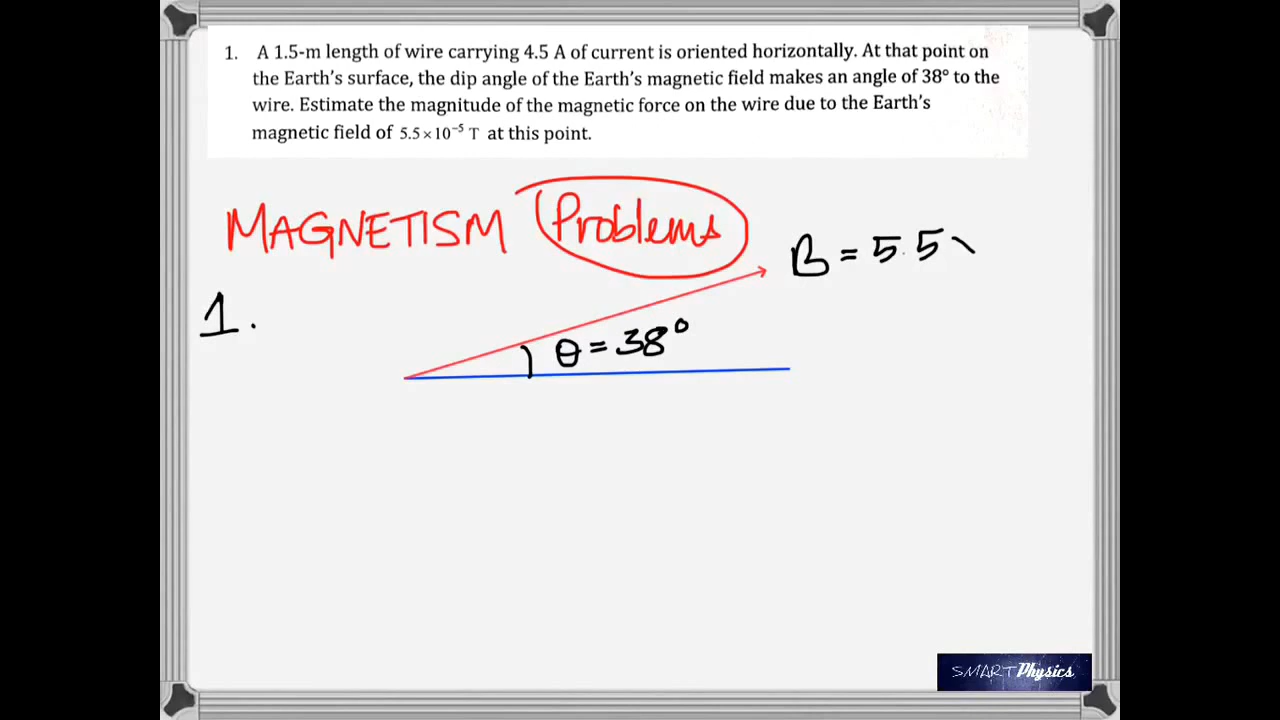 1. A 1.5-m length of wire carrying 4.5 A of current is oriented horizontally. At that point on
the Earth's surface, the dip angle of the Earth's magnetic field makes an angle of 38° to the
wire. Estimate the magnitude of the magnetic force on the wire due to the Earth's
magnetic field of 5.5×10⁻⁵ T at this point.
MAGNETISM Problems
B = 5.5
1.
θ = 38°
SMART Physics